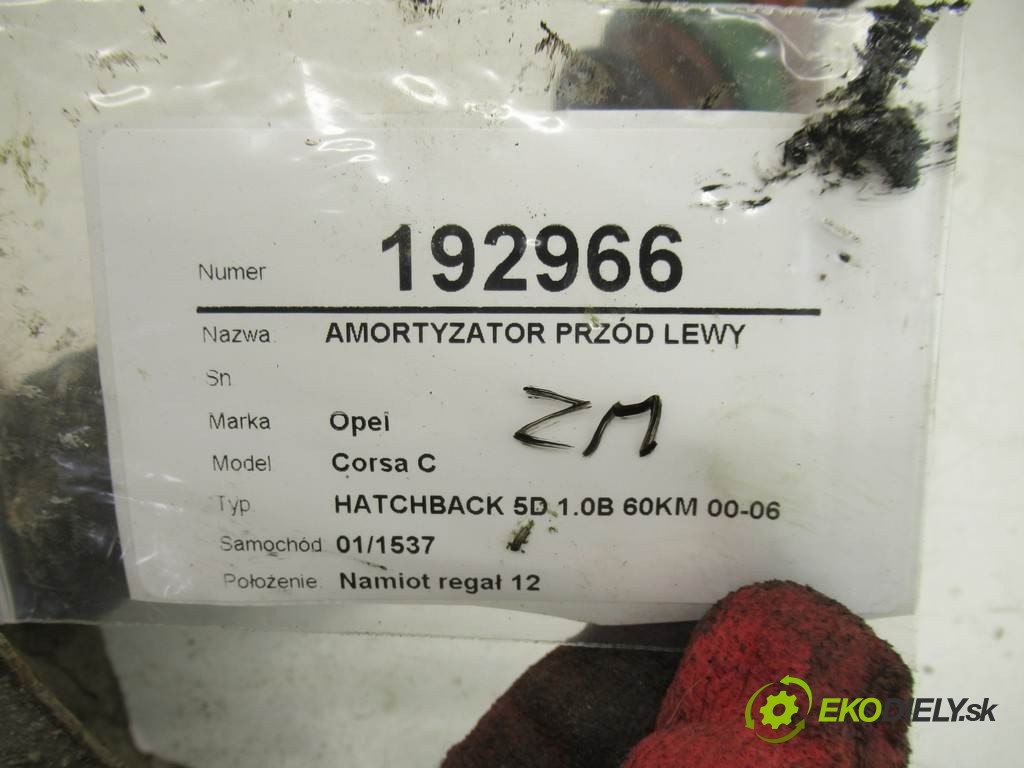 Numer 192966
Nazwa AMORTYZATOR PRZÓD LEWY
Sn
ZM
Marka Opel
Model Corsa C
Typ HATCHBACK 5D 1.0B 60KM 00-06
Samochód 01/1537
Położenie Namiot regał 12
EKODIELY.sk